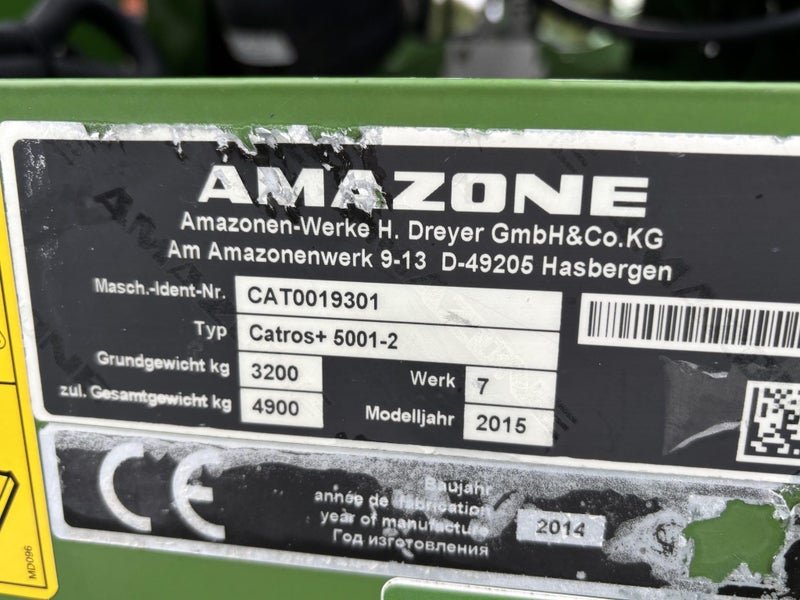 AMAZONE
Amazonen-Werke H. Dreyer GmbH&Co.KG
Am Amazonenwerk 9-13 D-49205 Hasbergen
Masch.-Ident-Nr. CAT0019301
Typ Catros+ 5001-2
Grundgewicht kg 3200 Werk 7
zul. Gesamtgewicht kg 4900 Modelljahr 2015
CE
Baujahr
année de fabrication
year of manufacture 2014
Год изготовления
MD096